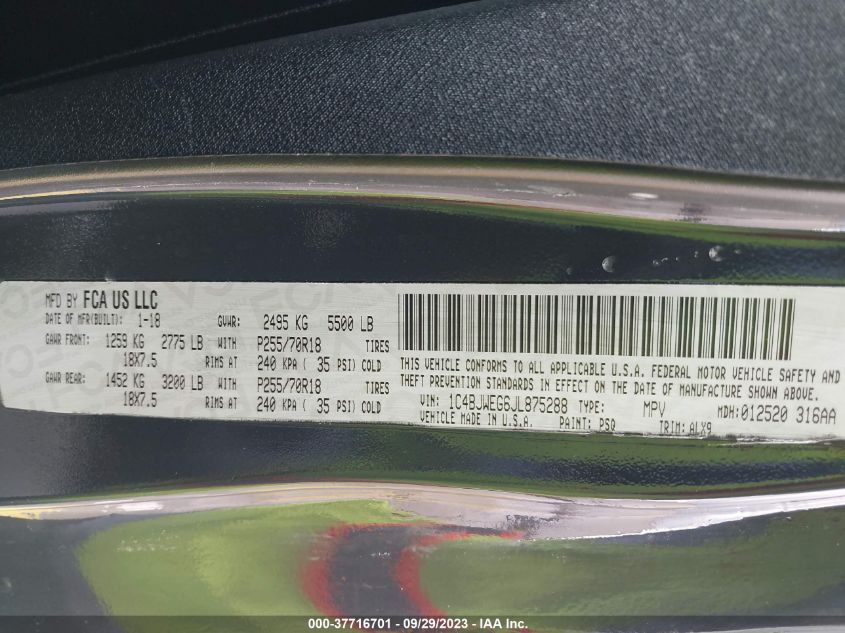 MFD BY FCA US LLC
DATE OF MFR(BUILT): 1-18 GVWR: 2495 KG 5500 LB
GAWR FRONT: 1259 KG 2775 LB WITH P255/70R18 TIRES
18X7.5 RIMS AT 240 KPA ( 35 PSI) COLD
GAWR REAR: 1452 KG 3200 LB WITH P255/70R18 TIRES
18X7.5 RIMS AT 240 KPA ( 35 PSI) COLD
THIS VEHICLE CONFORMS TO ALL APPLICABLE U.S.A. FEDERAL MOTOR VEHICLE SAFETY AND
THEFT PREVENTION STANDARDS IN EFFECT ON THE DATE OF MANUFACTURE SHOWN ABOVE.
VIN: 1C4BJWEG6JL875288 TYPE: MPV MDH: 012520 316AA
VEHICLE MADE IN U.S.A. PAINT: PSQ TRIM: ALX9
000-37716701 - 09/29/2023 - IAA Inc.